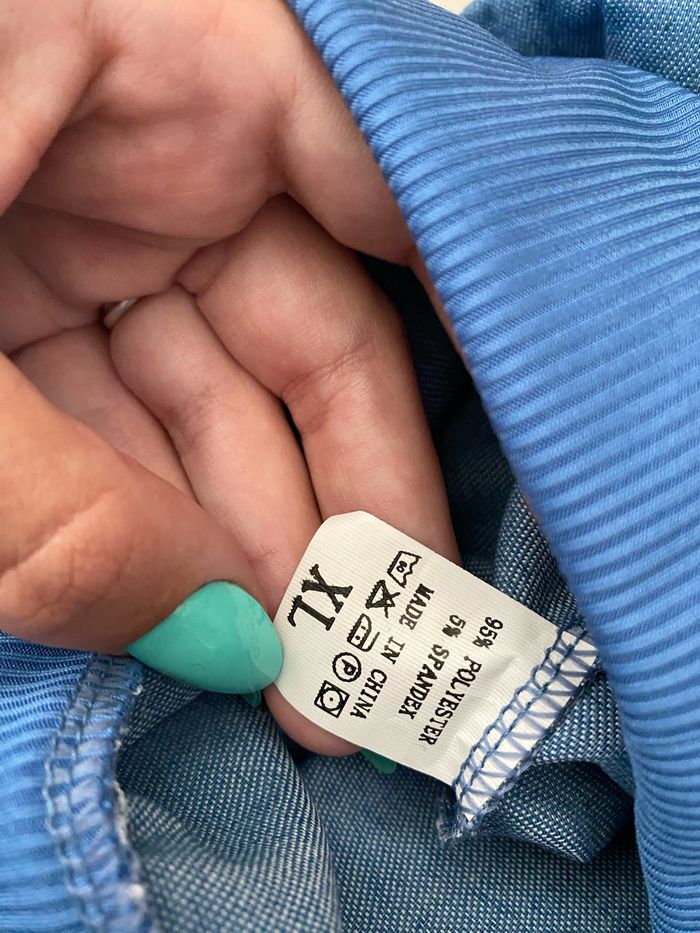 95% POLYESTER
5% SPANDEX
MADE IN CHINA
P
XL